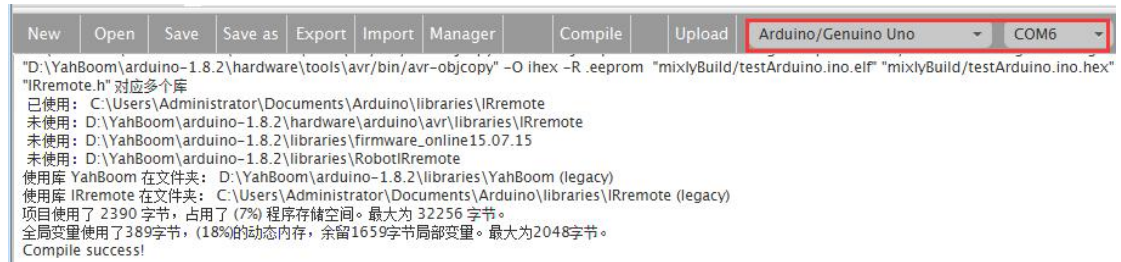 New Open Save Save as Export Import Manager Compile Upload Arduino/Genuino Uno COM6
"D:\YahBoom\arduino-1.8.2\hardware\tools\avr/bin/avr-objcopy" -O ihex -R .eeprom "mixlyBuild/testArduino.ino.elf" "mixlyBuild/testArduino.ino.hex"
"IRremote.h" 对应多个库
已使用: C:\Users\Administrator\Documents\Arduino\libraries\IRremote
未使用: D:\YahBoom\arduino-1.8.2\hardware\arduino\avr\libraries\IRremote
未使用: D:\YahBoom\arduino-1.8.2\libraries\firmware_online15.07.15
未使用: D:\YahBoom\arduino-1.8.2\libraries\RobotIRremote
使用库 YahBoom 在文件夹: D:\YahBoom\arduino-1.8.2\libraries\YahBoom (legacy)
使用库 IRremote 在文件夹: C:\Users\Administrator\Documents\Arduino\libraries\IRremote (legacy)
项目使用了 2390 字节，占用了 (7%) 程序存储空间。最大为 32256 字节。
全局变量使用了389字节，(18%)的动态内存，余留1659字节局部变量。最大为2048字节。
Compile success!